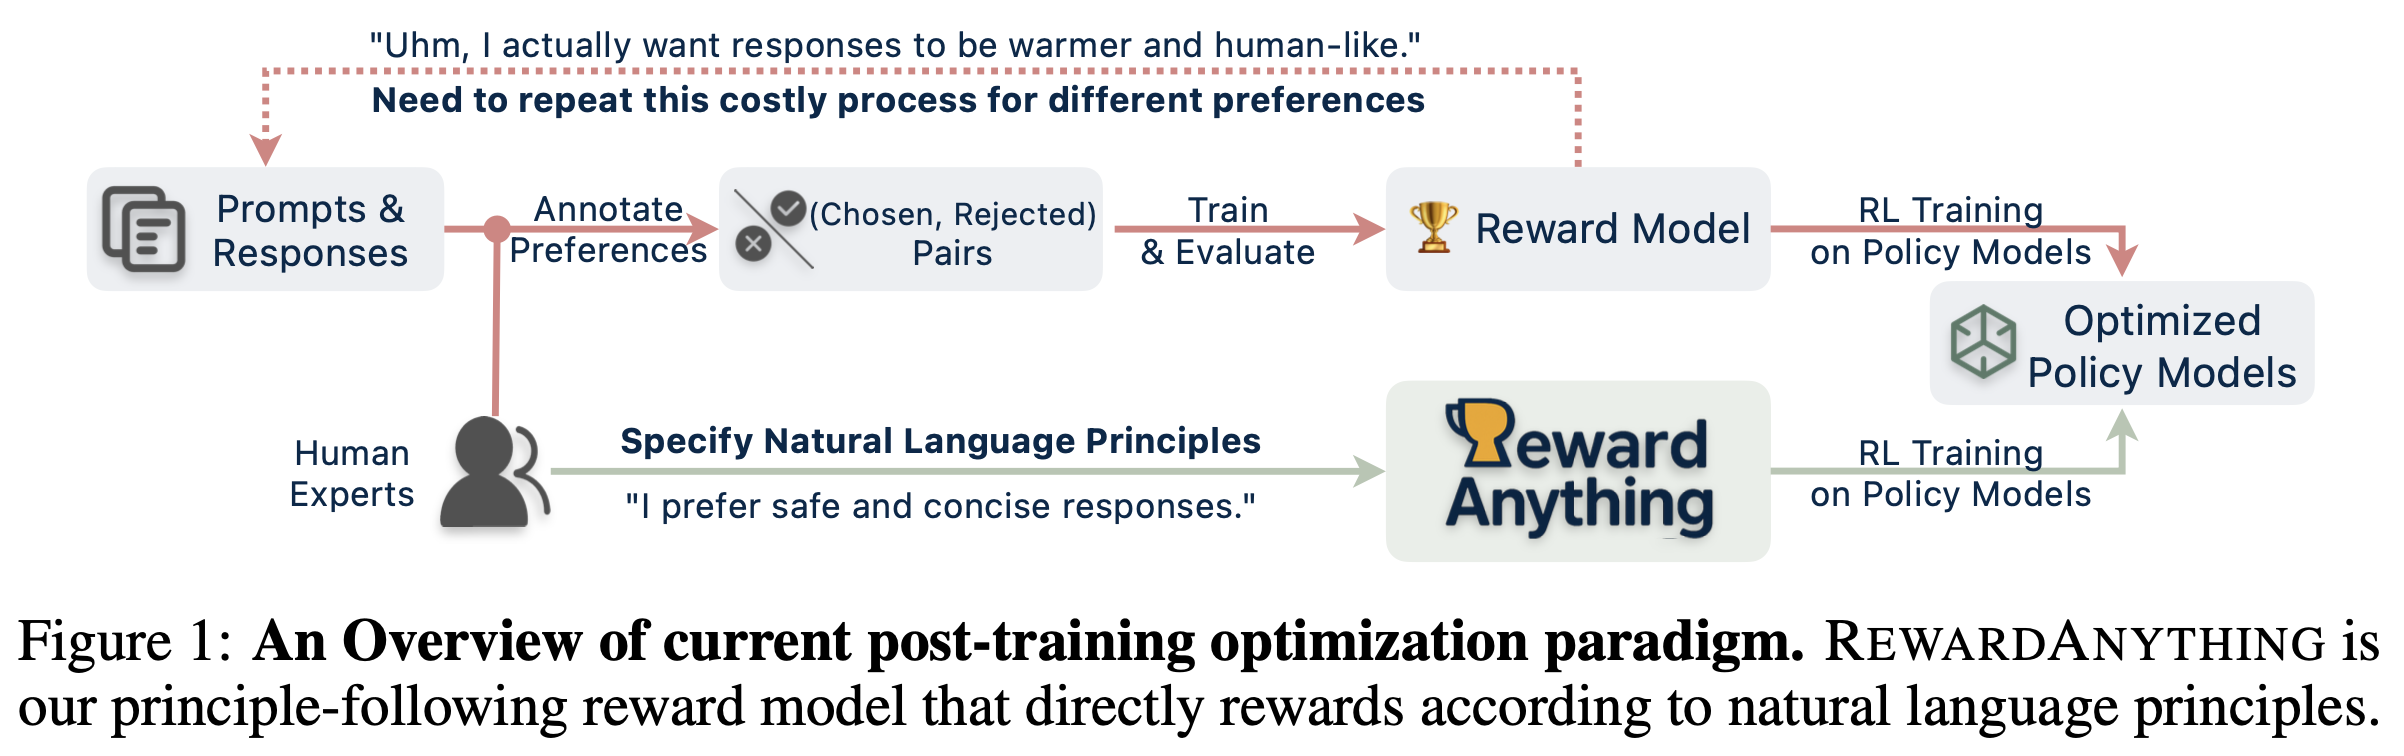 "Uhm, I actually want responses to be warmer and human-like."
Need to repeat this costly process for different preferences
Prompts &
Responses
Annotate
Preferences
(Chosen, Rejected)
Pairs
Train
& Evaluate
Reward Model
RL Training
on Policy Models
Optimized
Policy Models
Human
Experts
Specify Natural Language Principles
"I prefer safe and concise responses."
Reward
Anything
RL Training
on Policy Models
Figure 1: An Overview of current post-training optimization paradigm. REWARDANYTHING is
our principle-following reward model that directly rewards according to natural language principles.